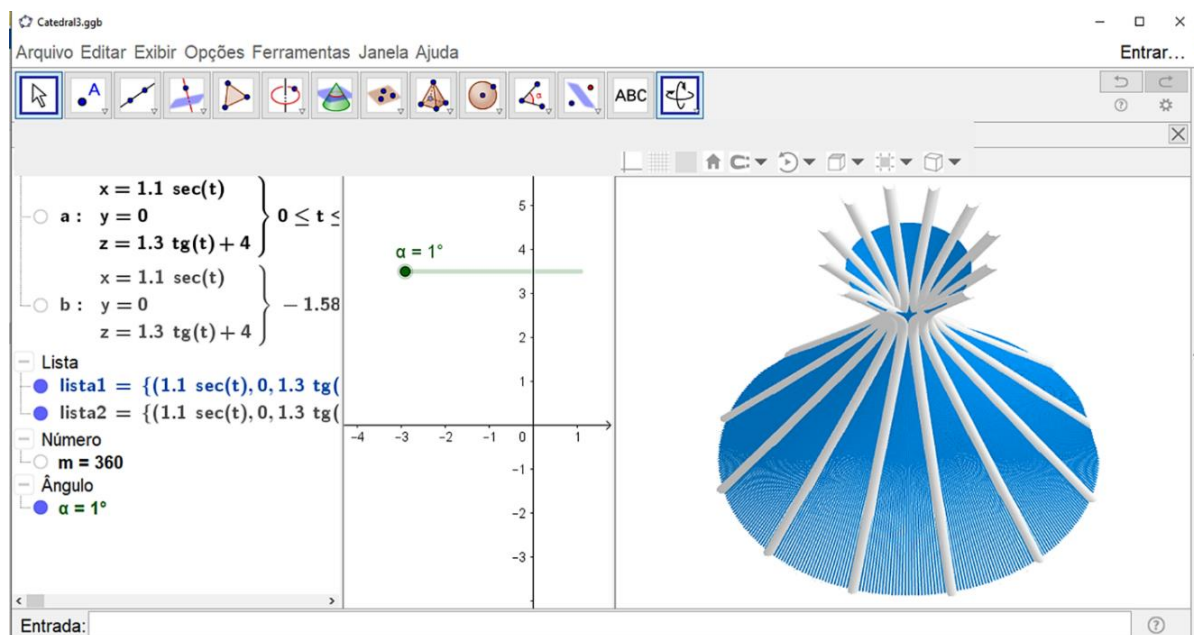 Catedral3.ggb
Arquivo Editar Exibir Opções Ferramentas Janela Ajuda
Entrar...
A
α
ABC
x = 1.1 sec(t)
a : y = 0
0 ≤ t ≤
z = 1.3 tg(t) + 4
x = 1.1 sec(t)
b : y = 0
− 1.58
z = 1.3 tg(t) + 4
Lista
lista1 = {(1.1 sec(t), 0, 1.3 tg(
lista2 = {(1.1 sec(t), 0, 1.3 tg(
Número
m = 360
Ângulo
α = 1°
α = 1°
5
4
3
2
1
-4 -3 -2 -1 0 1
-1
-2
-3
Entrada: